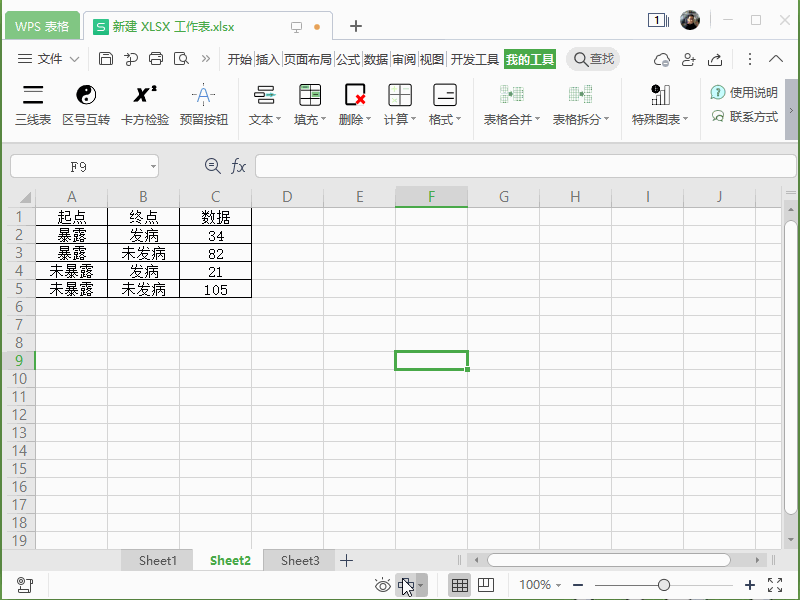 WPS 表格 S 新建 XLSX 工作表.xlsx 1
文件 开始 插入 页面布局 公式 数据 审阅 视图 开发工具 我的工具 查找
三线表 区号互转 X² 卡方检验 A 预留按钮 文本 填充 删除 计算 格式 表格合并 表格拆分 特殊图表 使用说明
联系方式
F9 fx
A B C D E F G H I J
1 起点 终点 数据
2 暴露 发病 34
3 暴露 未发病 82
4 未暴露 发病 21
5 未暴露 未发病 105
6
7
8
9
10
11
12
13
14
15
16
17
18
19
Sheet1 Sheet2 Sheet3
100%